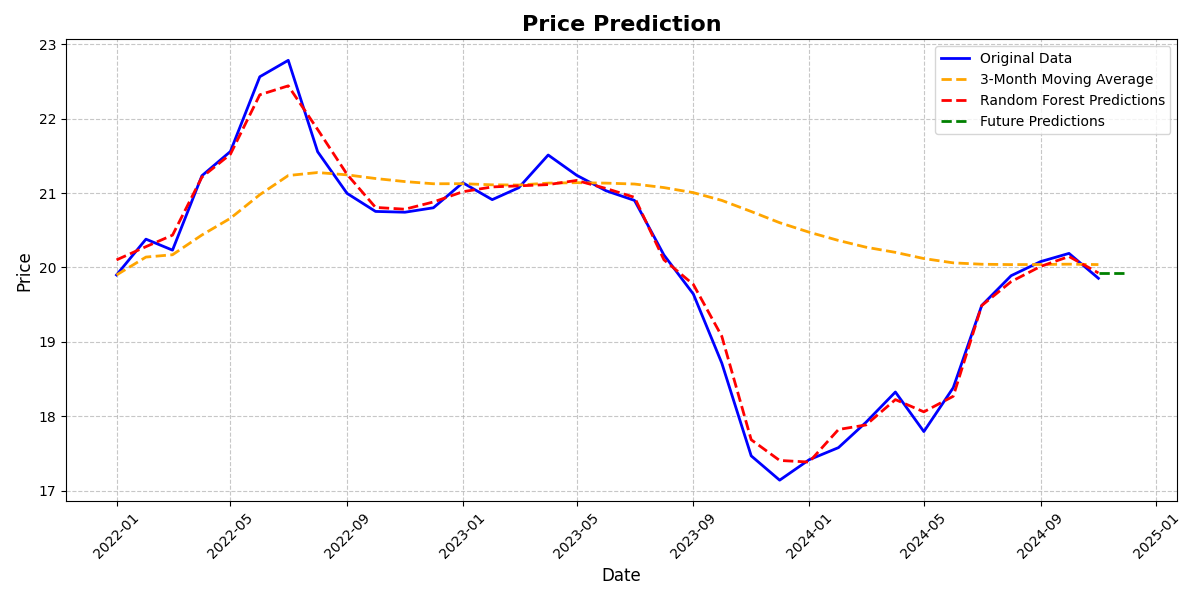 Price Prediction
Original Data
3-Month Moving Average
Random Forest Predictions
Future Predictions
Price
23
22
21
20
19
18
17
2022-01
2022-05
2022-09
2023-01
2023-05
2023-09
2024-01
2024-05
2024-09
2025-01
Date